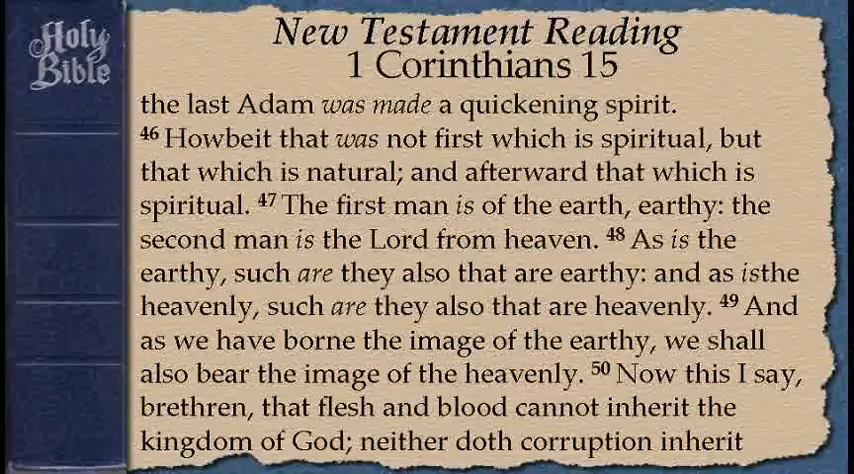 Holy
Bible
New Testament Reading
1 Corinthians 15
the last Adam was made a quickening spirit.
46 Howbeit that was not first which is spiritual, but
that which is natural; and afterward that which is
spiritual. 47 The first man is of the earth, earthy: the
second man is the Lord from heaven. 48 As is the
earthy, such are they also that are earthy: and as isthe
heavenly, such are they also that are heavenly. 49 And
as we have borne the image of the earthy, we shall
also bear the image of the heavenly. 50 Now this I say,
brethren, that flesh and blood cannot inherit the
kingdom of God; neither doth corruption inherit